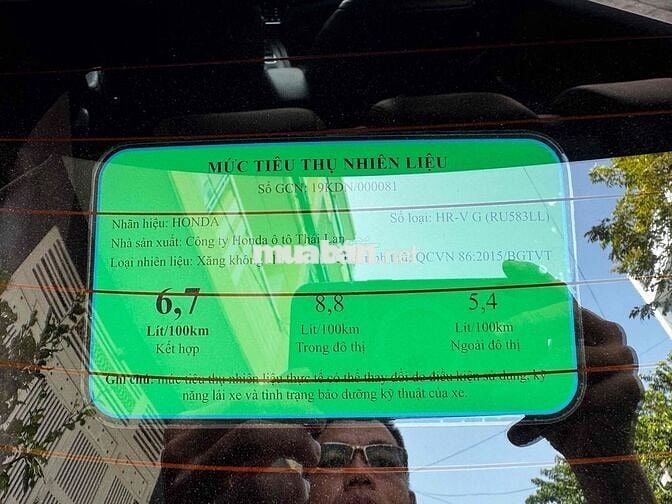 MỨC TIÊU THỤ NHIÊN LIỆU
Số GCN: 19KDN/000081
Nhãn hiệu: HONDA
Số loại: HR-V G (RU583LL)
Nhà sản xuất: Công ty Honda ô tô Thái Lan
Loại nhiên liệu: Xăng không
QCVN 86:2015/BGTVT
muaban.net
6,7
8,8
5,4
Lít/100km
Lít/100km
Lít/100km
Kết hợp
Trong đô thị
Ngoài đô thị
Ghi chú: mức tiêu thụ nhiên liệu thực tế có thể thay đổi do điều kiện sử dụng, kỹ
năng lái xe và tình trạng bảo dưỡng kỹ thuật của xe.